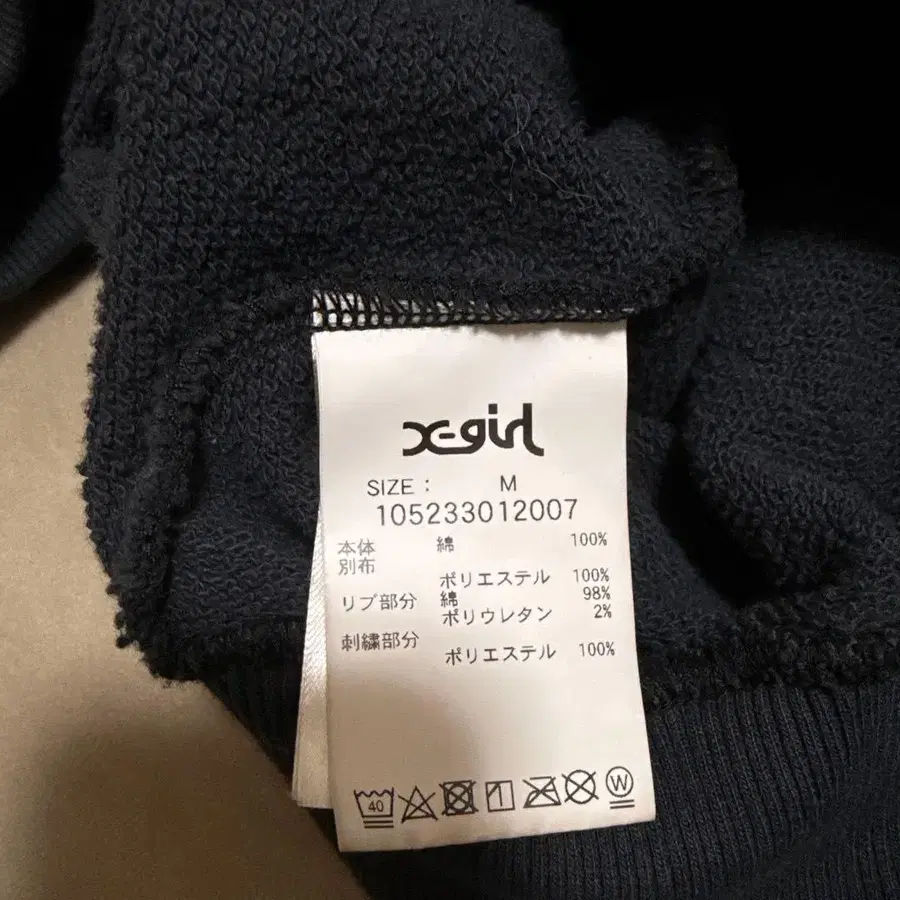 X-girl
SIZE : M
105233012007
本体 綿 100%
別布
ポリエステル 100%
リブ部分 綿 98%
ポリウレタン 2%
刺繍部分
ポリエステル 100%
40 W